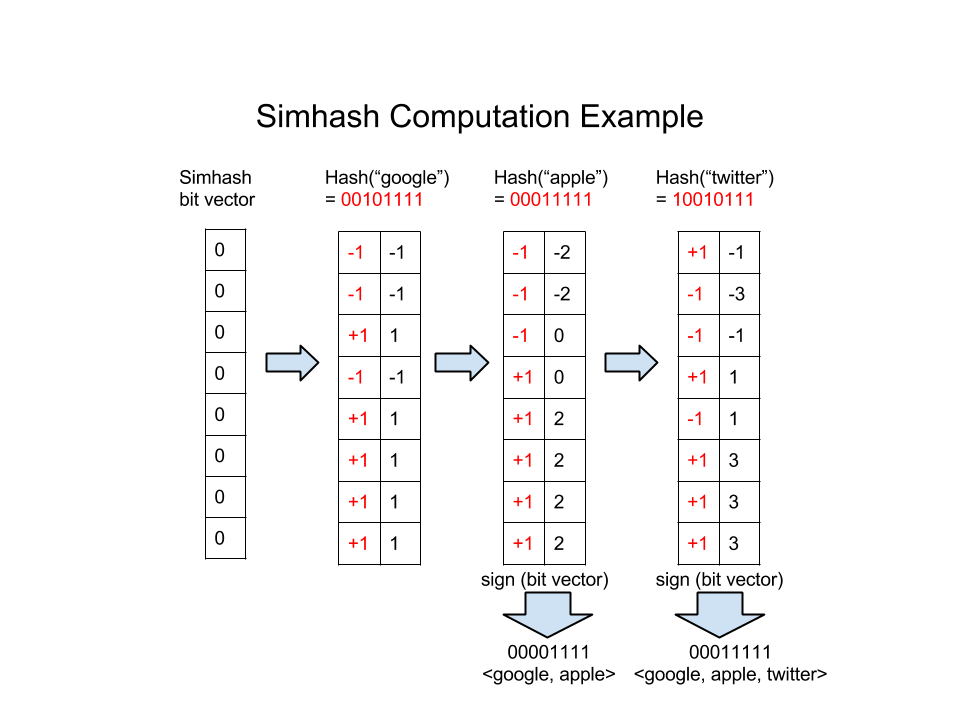 Simhash Computation Example
Simhash
bit vector
Hash(“google”)
= 00101111
Hash(“apple”)
= 00011111
Hash(“twitter”)
= 10010111
0 -1 -1 -1 -2 +1 -1
0 -1 -1 -1 -2 -1 -3
0 +1 1 -1 0 -1 -1
0 -1 -1 +1 0 +1 1
0 +1 1 +1 2 -1 1
0 +1 1 +1 2 +1 3
0 +1 1 +1 2 +1 3
0 +1 1 +1 2 +1 3
sign (bit vector) sign (bit vector)
00001111 00011111
<google, apple> <google, apple, twitter>